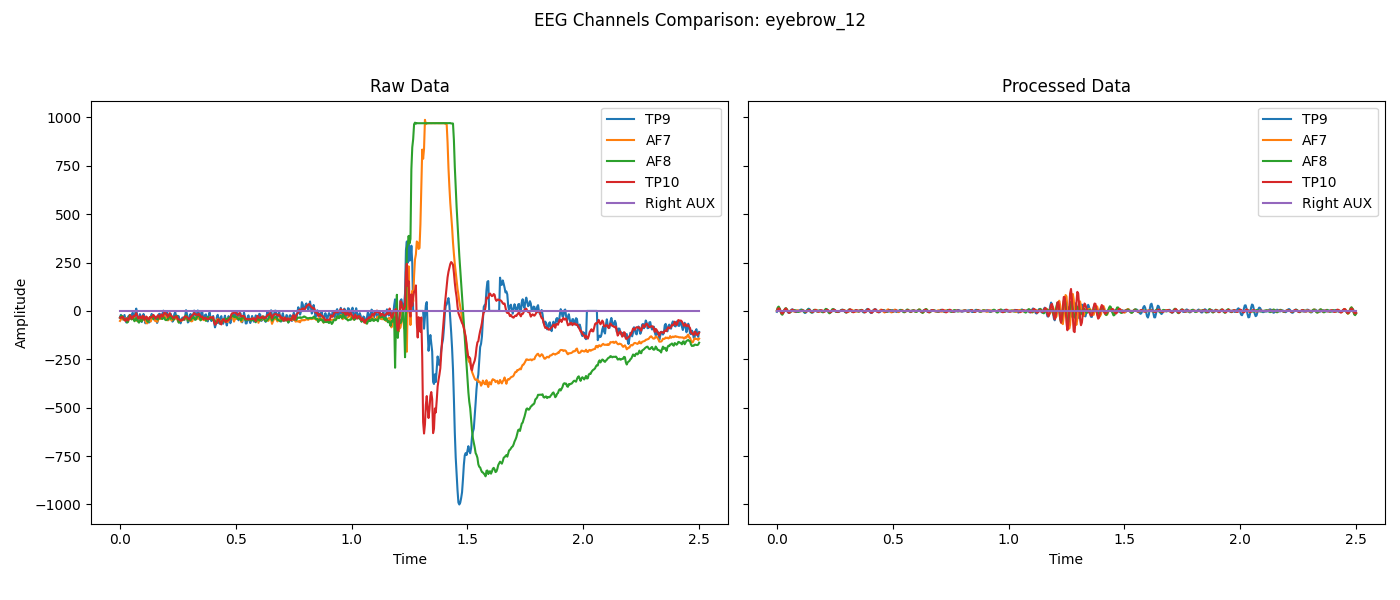 EEG Channels Comparison: eyebrow_12
Raw Data
Amplitude
1000
750
500
250
0
−250
−500
−750
−1000
0.0 0.5 1.0 1.5 2.0 2.5
Time
TP9
AF7
AF8
TP10
Right AUX
Processed Data
0.0 0.5 1.0 1.5 2.0 2.5
Time
TP9
AF7
AF8
TP10
Right AUX